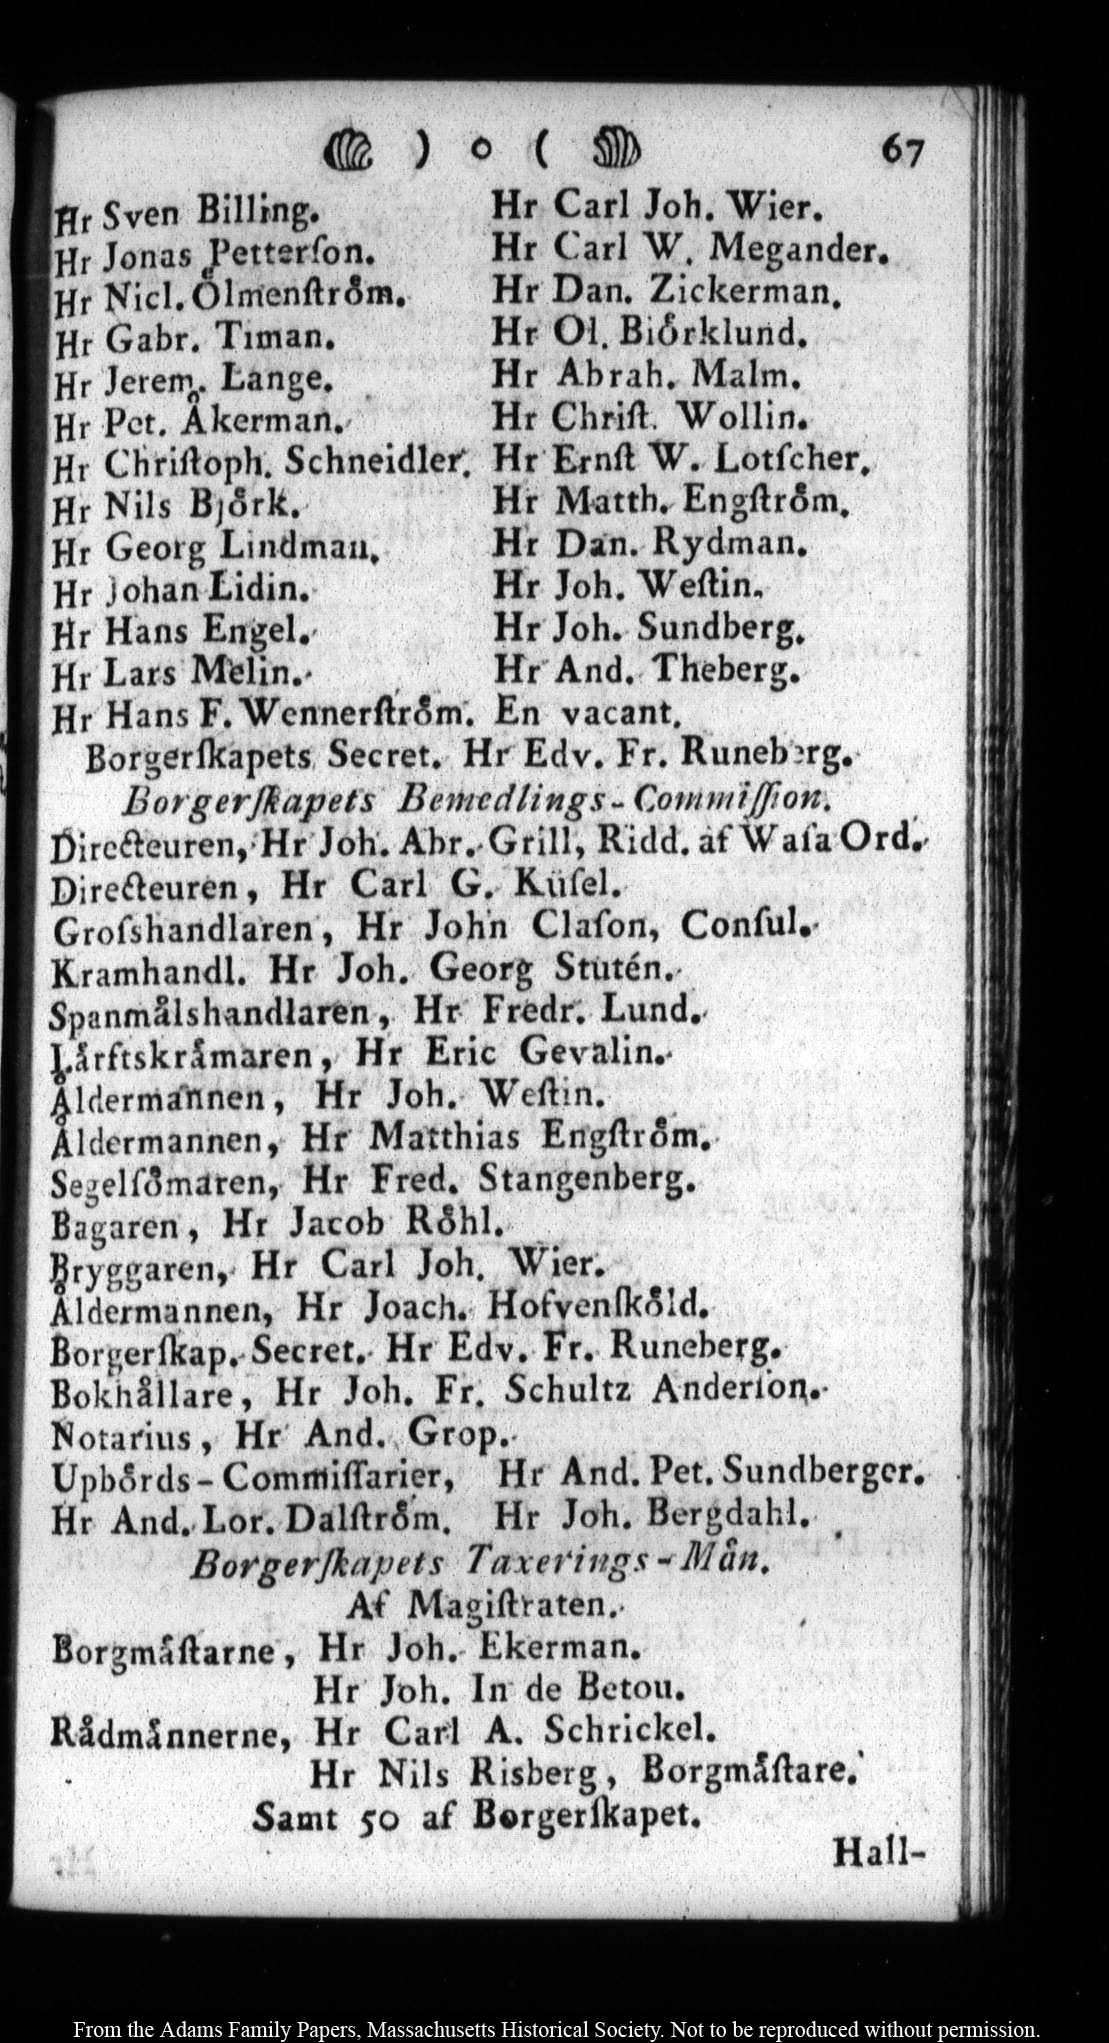 ) o ( 67
Hr Sven Billing. Hr Carl Joh. Wier.
Hr Jonas Petterſon. Hr Carl W. Megander.
Hr Nicl. Ölmenſtröm. Hr Dan. Zickerman.
Hr Gabr. Timan. Hr Ol. Biörklund.
Hr Jerem. Lange. Hr Abrah. Malm.
Hr Pet. Åkerman. Hr Chriſt. Wollin.
Hr Chriſtoph. Schneidler. Hr Ernſt W. Lotſcher.
Hr Nils Björk. Hr Matth. Engſtröm.
Hr Georg Lindman. Hr Dan. Rydman.
Hr Johan Lidin. Hr Joh. Weſtin.
Hr Hans Engel. Hr Joh. Sundberg.
Hr Lars Melin. Hr And. Theberg.
Hr Hans F. Wennerſtröm. En vacant.
Borgerſkapets Secret. Hr Edv. Fr. Runeberg.
Borgerſkapets Bemedlings-Commiſſion.
Directeuren, Hr Joh. Abr. Grill, Ridd. af Waſa Ord.
Directeuren, Hr Carl G. Küſel.
Groſshandlaren, Hr John Claſon, Conſul.
Kramhandl. Hr Joh. Georg Stutén.
Spanmålshandlaren, Hr Fredr. Lund.
Lärftskrämaren, Hr Eric Gevalin.
Åldermannen, Hr Joh. Weſtin.
Åldermannen, Hr Matthias Engſtröm.
Segelſömaren, Hr Fred. Stangenberg.
Bagaren, Hr Jacob Röhl.
Bryggaren, Hr Carl Joh. Wier.
Åldermannen, Hr Joach. Hofvenſköld.
Borgerſkap. Secret. Hr Edv. Fr. Runeberg.
Bokhållare, Hr Joh. Fr. Schultz Anderſon.
Notarius, Hr And. Grop.
Upbörds-Commiſſarier, Hr And. Pet. Sundberger.
Hr And. Lor. Dalſtröm. Hr Joh. Bergdahl.
Borgerſkapets Taxerings-Män.
Af Magiſtraten.
Borgmäſtarne, Hr Joh. Ekerman.
Hr Joh. In de Betou.
Rådmännerne, Hr Carl A. Schrickel.
Hr Nils Risberg, Borgmäſtare.
Samt 50 af Borgerſkapet.
Hall-
From the Adams Family Papers, Massachusetts Historical Society. Not to be reproduced without permission.